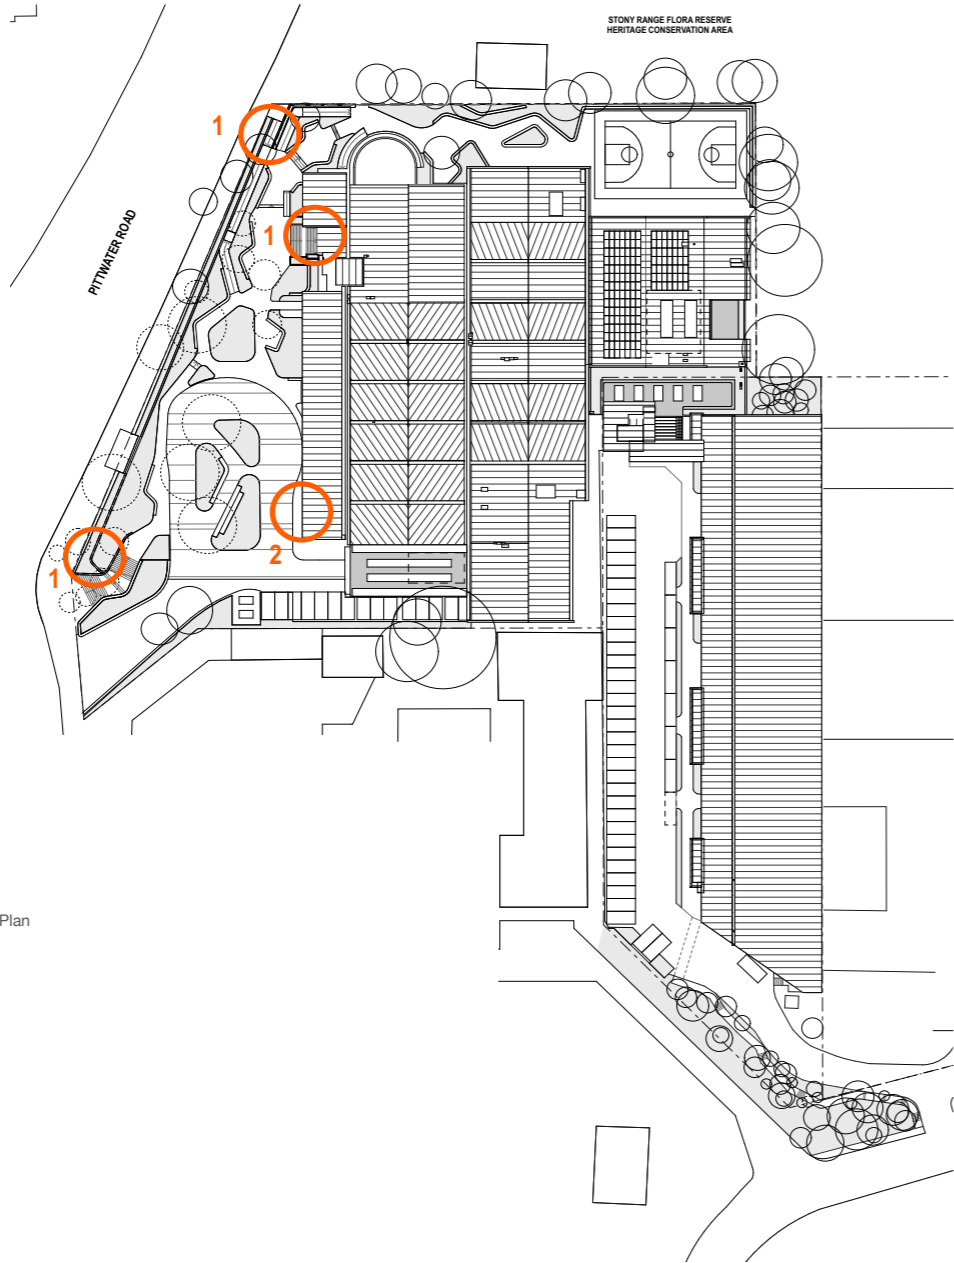 STONY RANGE FLORA RESERVE
HERITAGE CONSERVATION AREA
1
1
PITTWATER ROAD
2
1
Plan